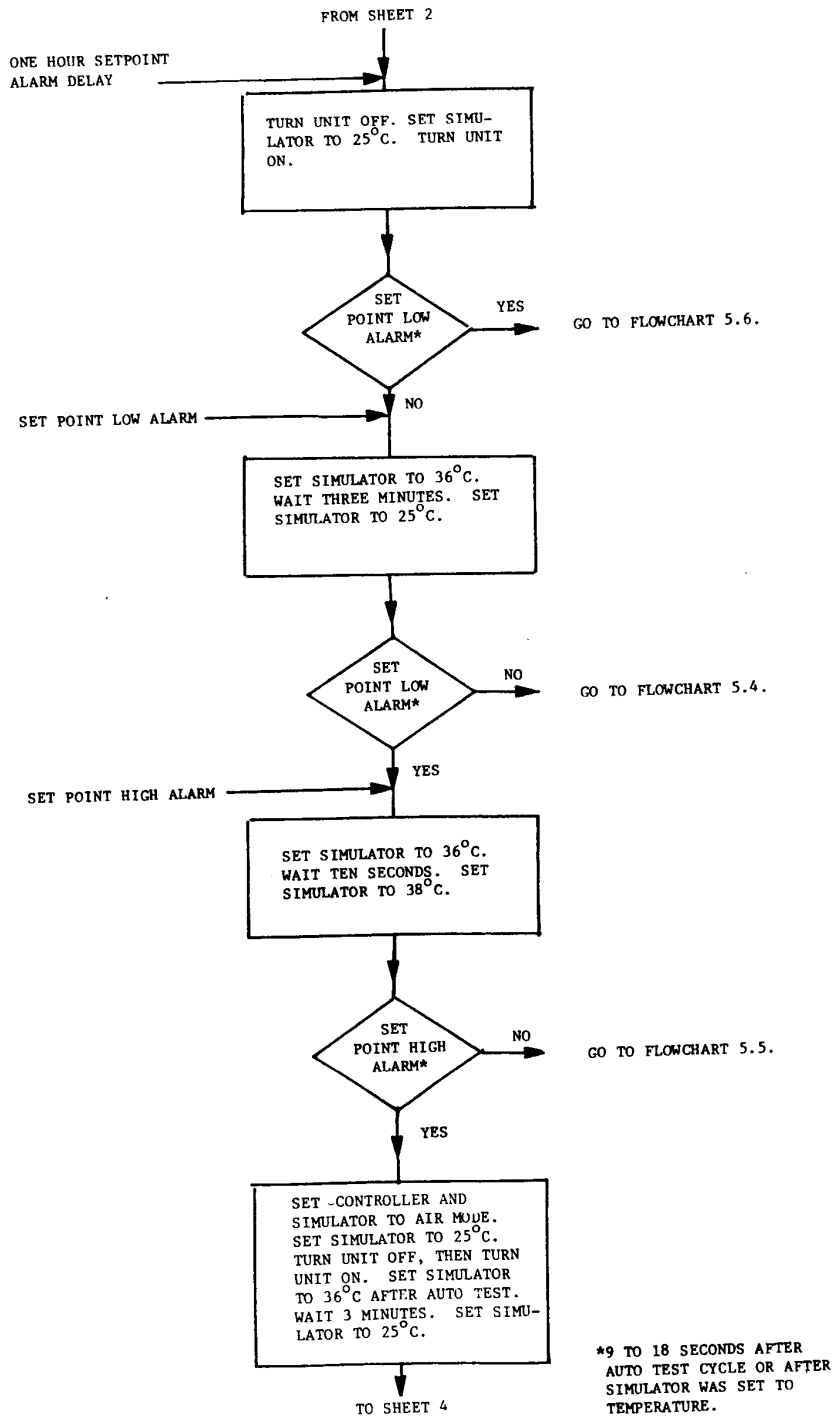 FROM SHEET 2
ONE HOUR SETPOINT
ALARM DELAY
TURN UNIT OFF. SET SIMU-
LATOR TO 25°C. TURN UNIT
ON.
SET
POINT LOW
ALARM*
YES
GO TO FLOWCHART 5.6.
NO
SET POINT LOW ALARM
SET SIMULATOR TO 36°C.
WAIT THREE MINUTES. SET
SIMULATOR TO 25°C.
SET
POINT LOW
ALARM*
NO
GO TO FLOWCHART 5.4.
YES
SET POINT HIGH ALARM
SET SIMULATOR TO 36°C.
WAIT TEN SECONDS. SET
SIMULATOR TO 38°C.
SET
POINT HIGH
ALARM*
NO
GO TO FLOWCHART 5.5.
YES
SET -CONTROLLER AND
SIMULATOR TO AIR MODE.
SET SIMULATOR TO 25°C.
TURN UNIT OFF, THEN TURN
UNIT ON. SET SIMULATOR
TO 36°C AFTER AUTO TEST.
WAIT 3 MINUTES. SET SIMU-
LATOR TO 25°C.
*9 TO 18 SECONDS AFTER
AUTO TEST CYCLE OR AFTER
SIMULATOR WAS SET TO
TEMPERATURE.
TO SHEET 4